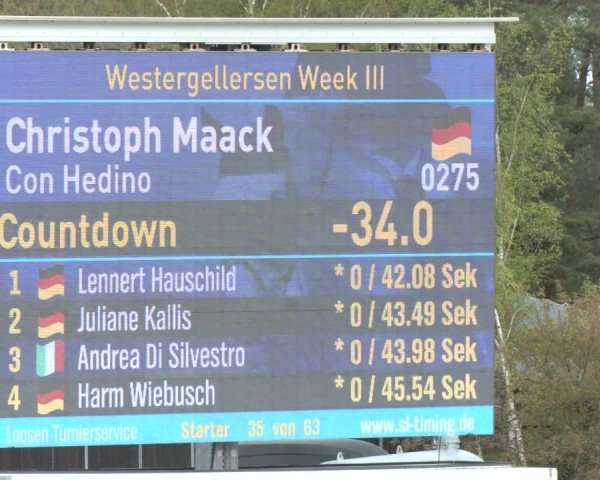 Westergellersen Week III
Christoph Maack
Con Hedino 0275
Countdown -34.0
1 Lennert Hauschild * 0 / 42.08 Sek
2 Juliane Kallis * 0 / 43.49 Sek
3 Andrea Di Silvestro * 0 / 43.98 Sek
4 Harm Wiebusch * 0 / 45.54 Sek
Loosen Turnierservice Starter 35 von 63 www.sl-timing.de